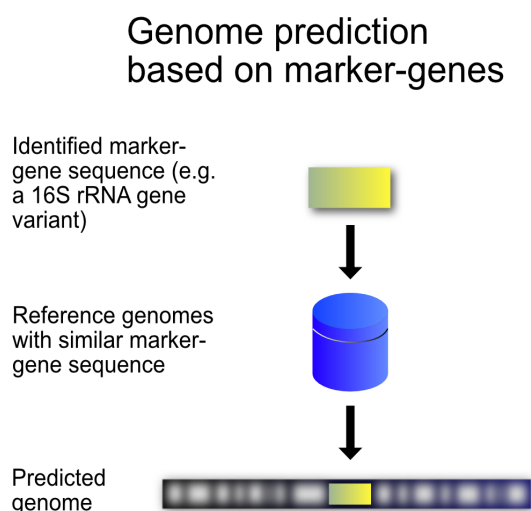 Genome prediction
based on marker-genes
Identified marker-
gene sequence (e.g.
a 16S rRNA gene
variant)
Reference genomes
with similar marker-
gene sequence
Predicted
genome